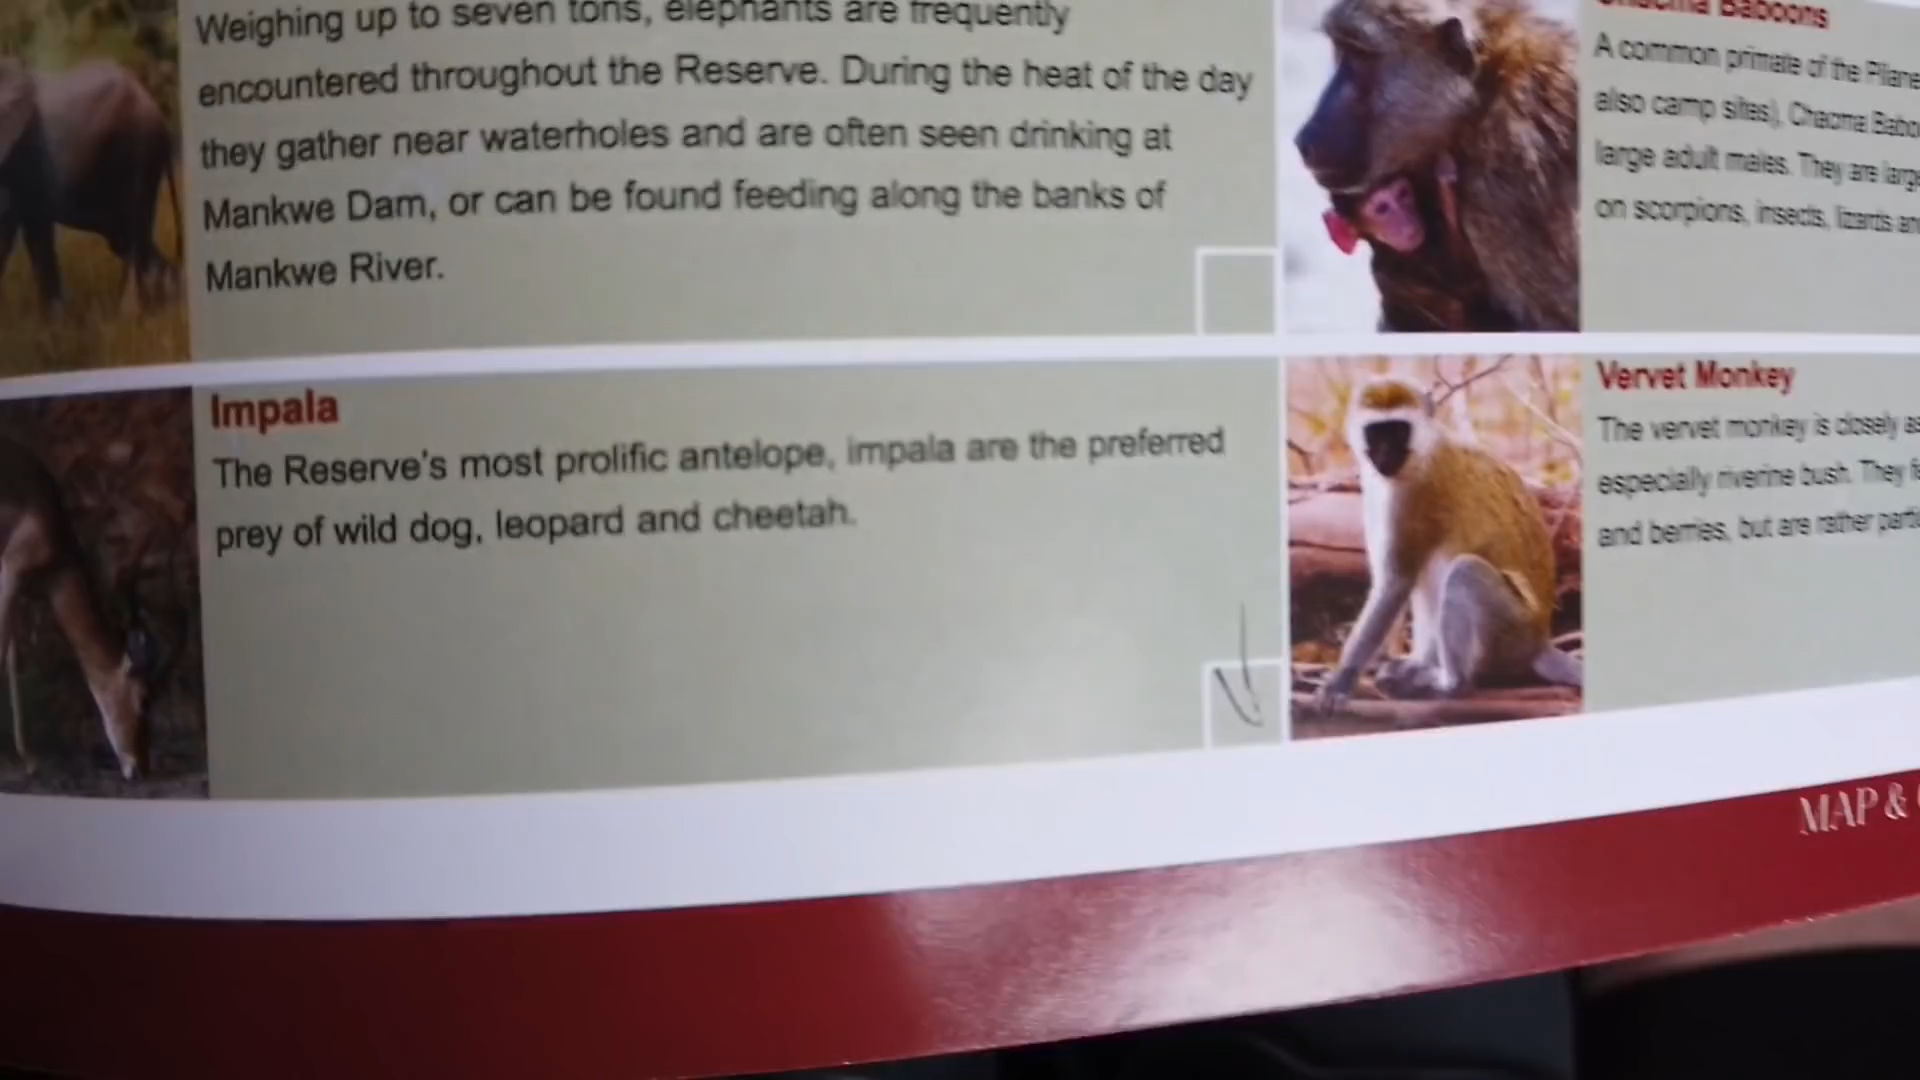 Weighing up to seven tons, elephants are frequently
encountered throughout the Reserve. During the heat of the day
they gather near waterholes and are often seen drinking at
Mankwe Dam, or can be found feeding along the banks of
Mankwe River.
Impala
The Reserve's most prolific antelope, impala are the preferred
prey of wild dog, leopard and cheetah.
Chacma Baboons
A common primate of the
also camp sites), Chacma
large adult males. They are
on scorpions, insects, lizards
Vervet Monkey
The vervet monkey is closely
especially riverine bush. They
and berries, but are rather
MAP &